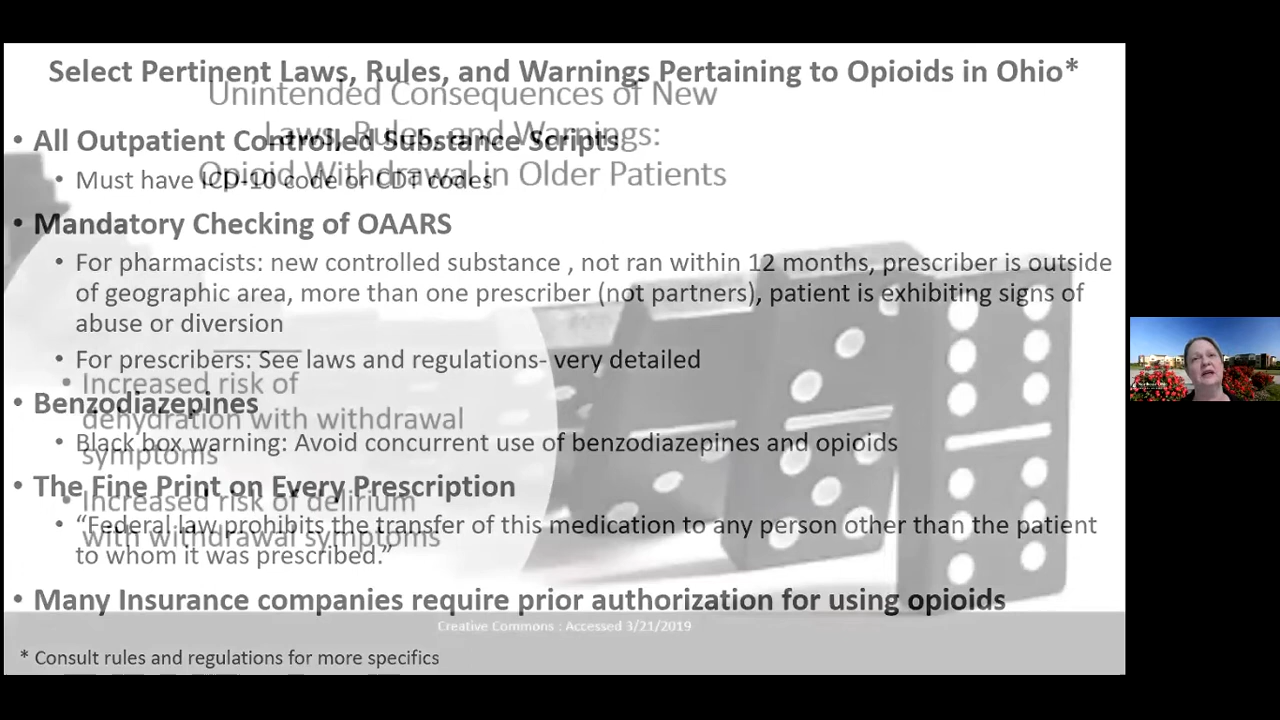 Select Pertinent Laws, Rules, and Warnings Pertaining to Opioids in Ohio*
Unintended Consequences of New
Laws, Rules, and Warnings:
Opioid Withdrawal in Older Patients
• All Outpatient Controlled Substance Scripts
• Must have ICD-10 code or CDT codes
• Mandatory Checking of OAARS
• For pharmacists: new controlled substance , not ran within 12 months, prescriber is outside
of geographic area, more than one prescriber (not partners), patient is exhibiting signs of
abuse or diversion
• For prescribers: See laws and regulations- very detailed
• Increased risk of
dehydration with withdrawal
symptoms
• Benzodiazepines
• Black box warning: Avoid concurrent use of benzodiazepines and opioids
• The Fine Print on Every Prescription
• Increased risk of delirium
with withdrawal symptoms
• “Federal law prohibits the transfer of this medication to any person other than the patient
to whom it was prescribed.”
• Many Insurance companies require prior authorization for using opioids
Creative Commons : Accessed 3/21/2019
* Consult rules and regulations for more specifics